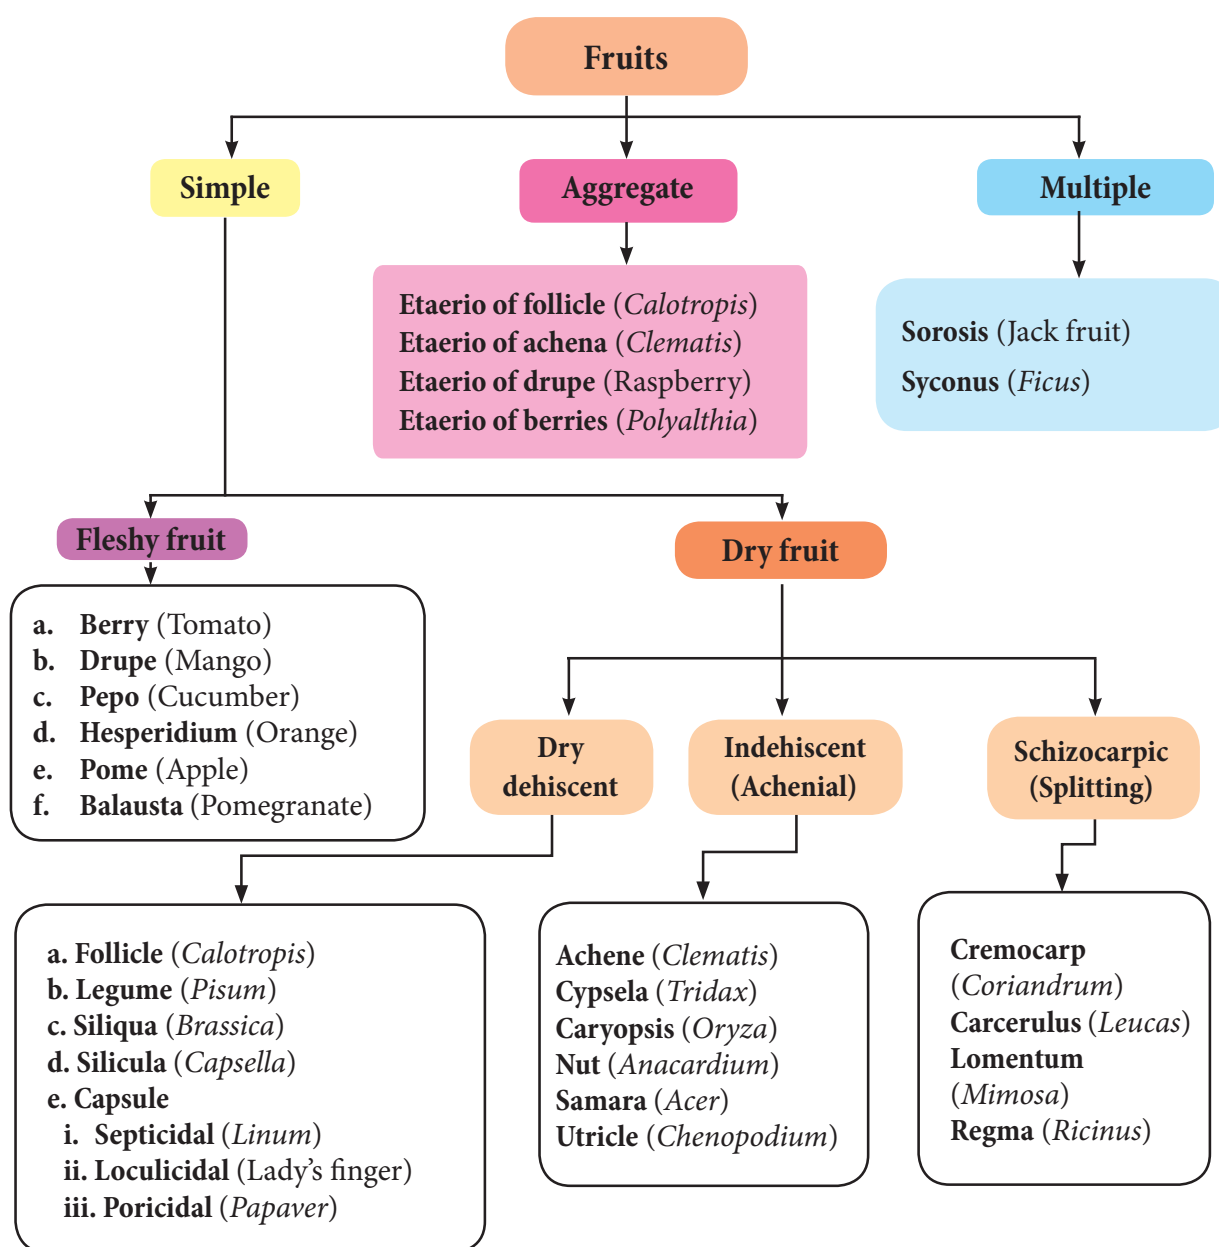 Fruits
Simple
Aggregate
Multiple
Etaerio of follicle (Calotropis)
Etaerio of achena (Clematis)
Etaerio of drupe (Raspberry)
Etaerio of berries (Polyalthia)
Sorosis (Jack fruit)
Syconus (Ficus)
Fleshy fruit
Dry fruit
a. Berry (Tomato)
b. Drupe (Mango)
c. Pepo (Cucumber)
d. Hesperidium (Orange)
e. Pome (Apple)
f. Balausta (Pomegranate)
Dry
dehiscent
Indehiscent
(Achenial)
Schizocarpic
(Splitting)
a. Follicle (Calotropis)
b. Legume (Pisum)
c. Siliqua (Brassica)
d. Silicula (Capsella)
e. Capsule
i. Septicidal (Linum)
ii. Loculicidal (Lady's finger)
iii. Poricidal (Papaver)
Achene (Clematis)
Cypsela (Tridax)
Caryopsis (Oryza)
Nut (Anacardium)
Samara (Acer)
Utricle (Chenopodium)
Cremocarp
(Coriandrum)
Carcerulus (Leucas)
Lomentum
(Mimosa)
Regma (Ricinus)